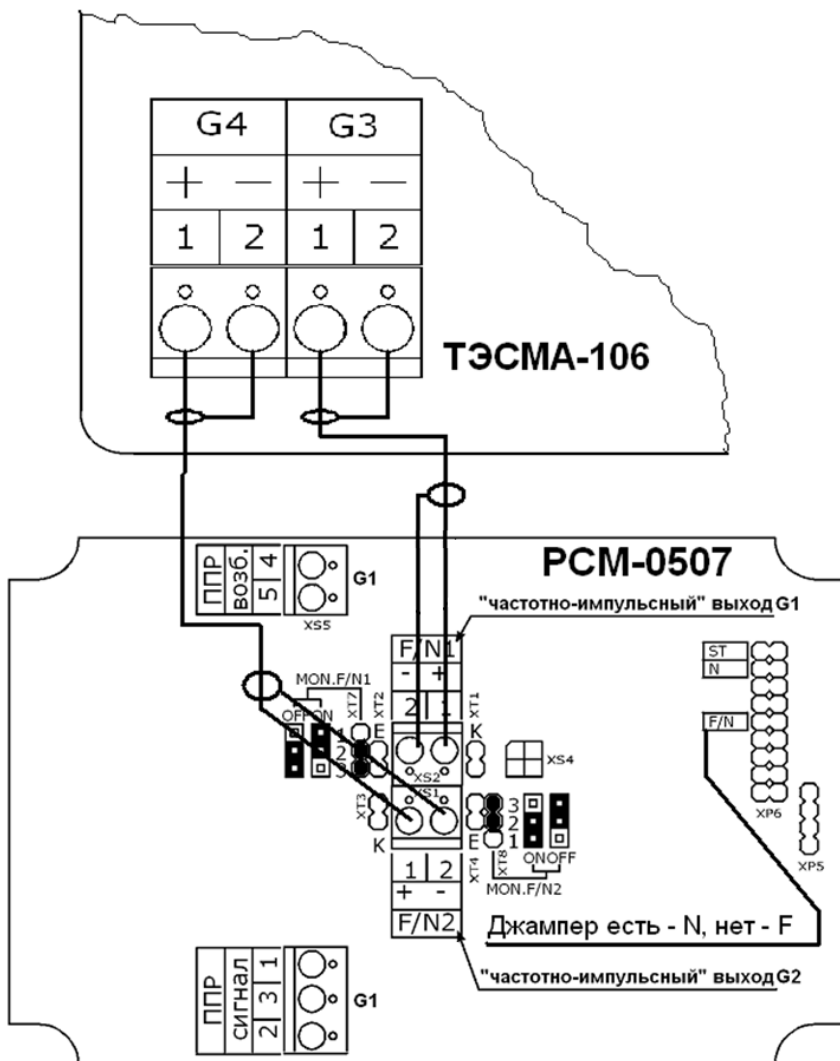 G4 G3
+ — + —
1 2 1 2
ТЭСМА-106
РСМ-0507
ППР
возб.
5 4
G1
XS5
"частотно-импульсный" выход G1
F/N1
- +
2 1
MON.F/N1
OFF ON
XT7
XT2
XT1
1
2
3
E
K
XS2
XS4
ST
N
F/N
XP6
XP5
XS1
XT3
K
E
XT4
XT8
3
2
1
ON OFF
MON.F/N2
1 2
+ -
F/N2
Джампер есть - N, нет - F
"частотно-импульсный" выход G2
ППР
сигнал
2 3 1
G1